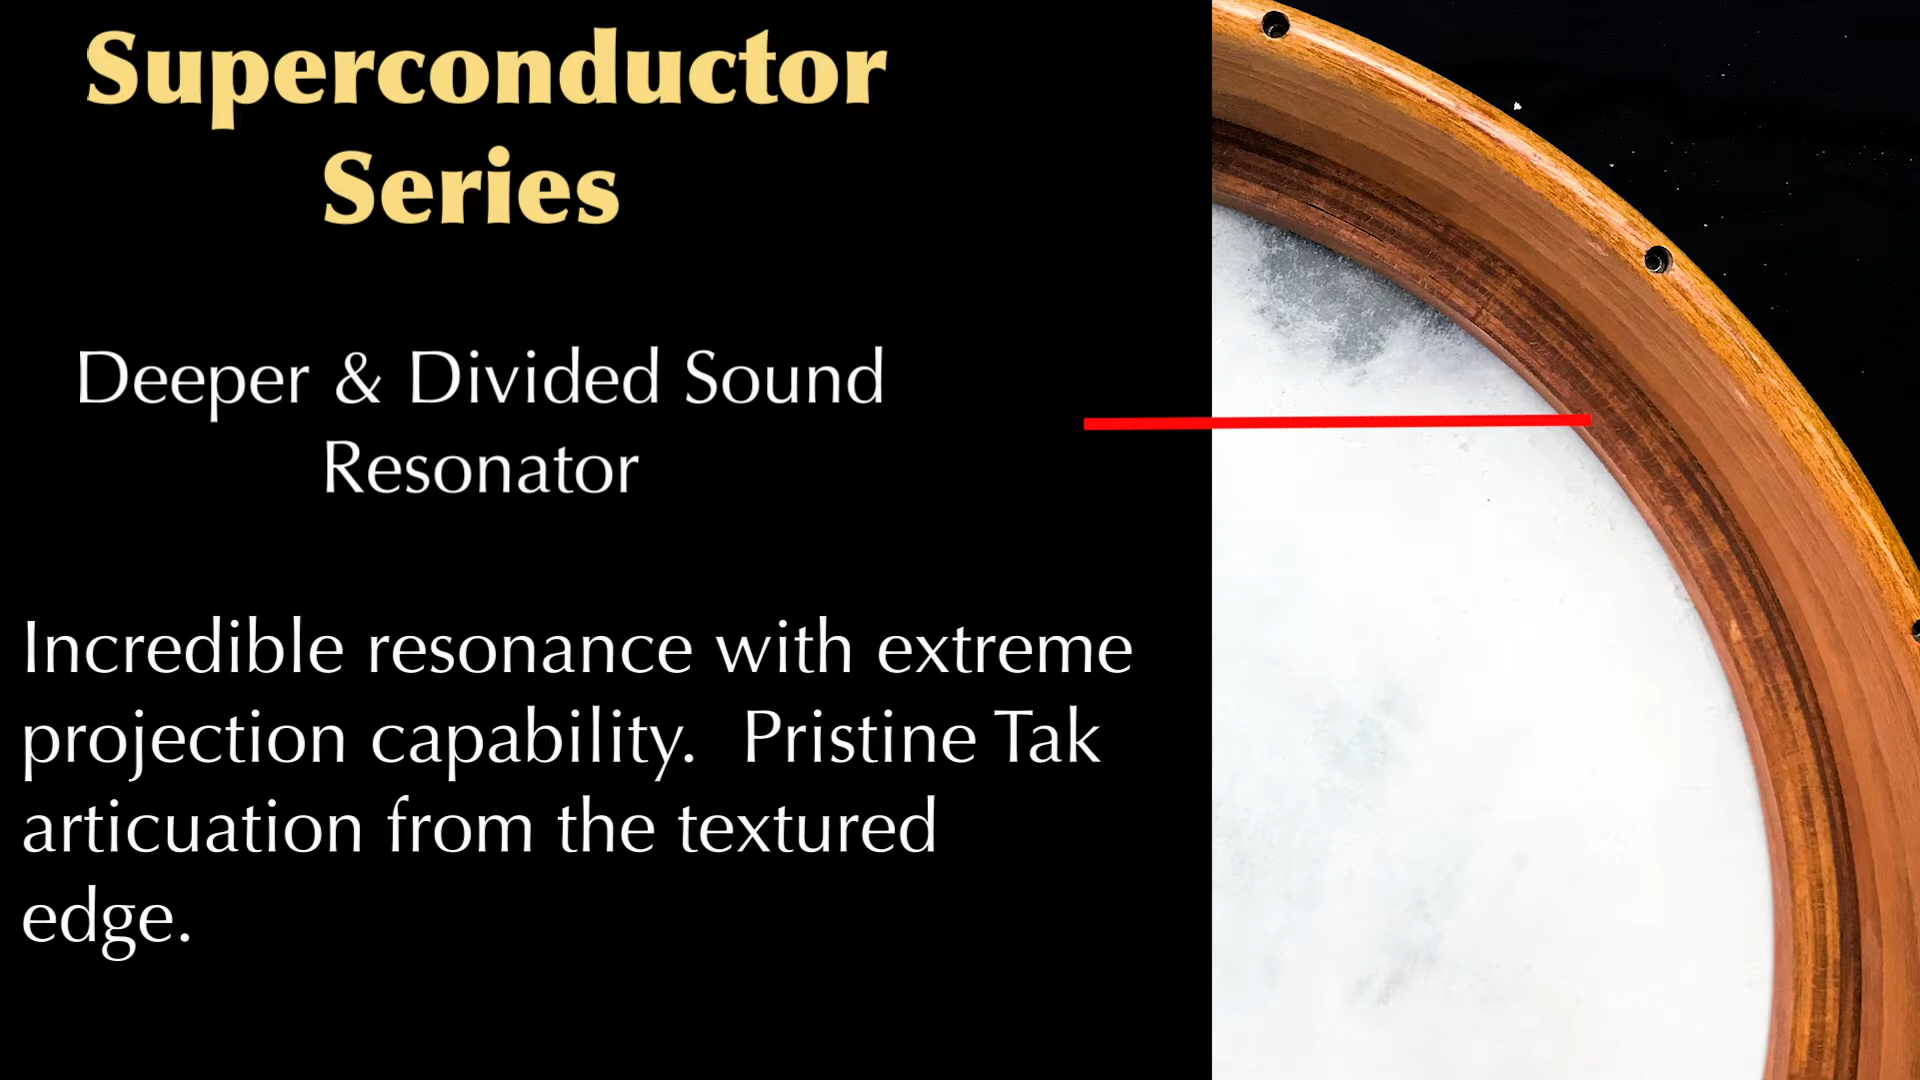 Superconductor
Series
Deeper & Divided Sound
Resonator
Incredible resonance with extreme
projection capability.  Pristine Tak
articuation from the textured
edge.